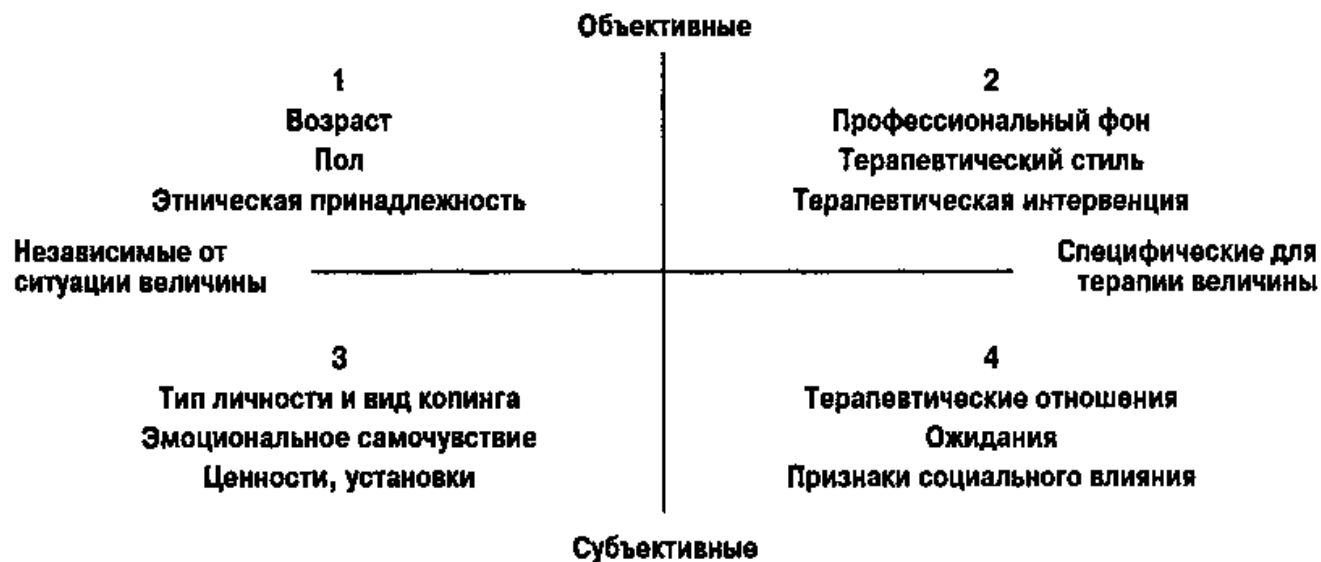 Объективные
1
Возраст
Пол
Этническая принадлежность
2
Профессиональный фон
Терапевтический стиль
Терапевтическая интервенция
Независимые от
ситуации величины
Специфические для
терапии величины
3
Тип личности и вид копинга
Эмоциональное самочувствие
Ценности, установки
4
Терапевтические отношения
Ожидания
Признаки социального влияния
Субъективные